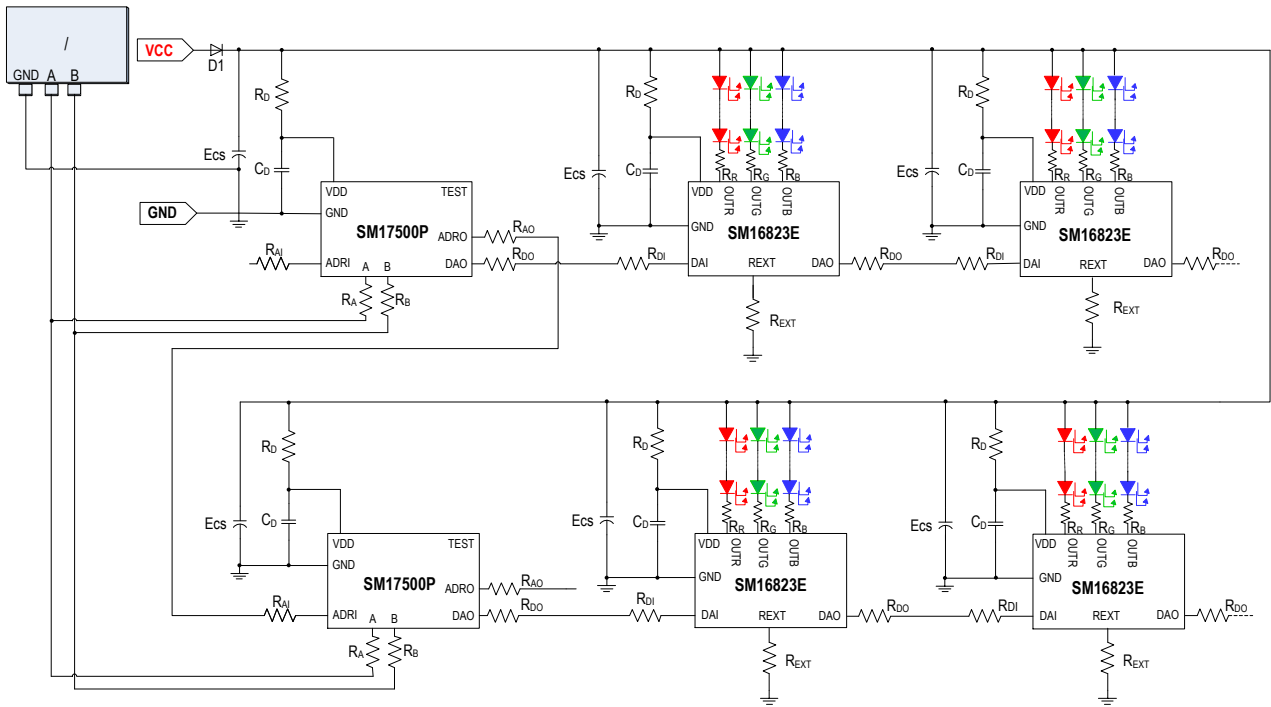 /
GND A B
VCC
D1
RD
RD
RD
Ecs
CD
Ecs
CD
Ecs
CD
RR RG RB
RR RG RB
VDD TEST
VDD OUTR OUTG OUTB
VDD OUTR OUTG OUTB
GND
GND
GND
GND
SM17500P
SM16823E
SM16823E
ADRO RAO
RAI
ADRI A B
DAO RDO
RDI
DAI REXT DAO
RDO
RDI
DAI REXT DAO
RDO
RA RB
REXT
REXT
RD
RD
RD
Ecs
CD
Ecs
CD
Ecs
CD
RR RG RB
RR RG RB
VDD TEST
VDD OUTR OUTG OUTB
VDD OUTR OUTG OUTB
GND
GND
GND
SM17500P
SM16823E
SM16823E
ADRO RAO
RAI
ADRI A B
DAO RDO
RDI
DAI REXT DAO
RDO
RDI
DAI REXT DAO
RDO
RA RB
REXT
REXT